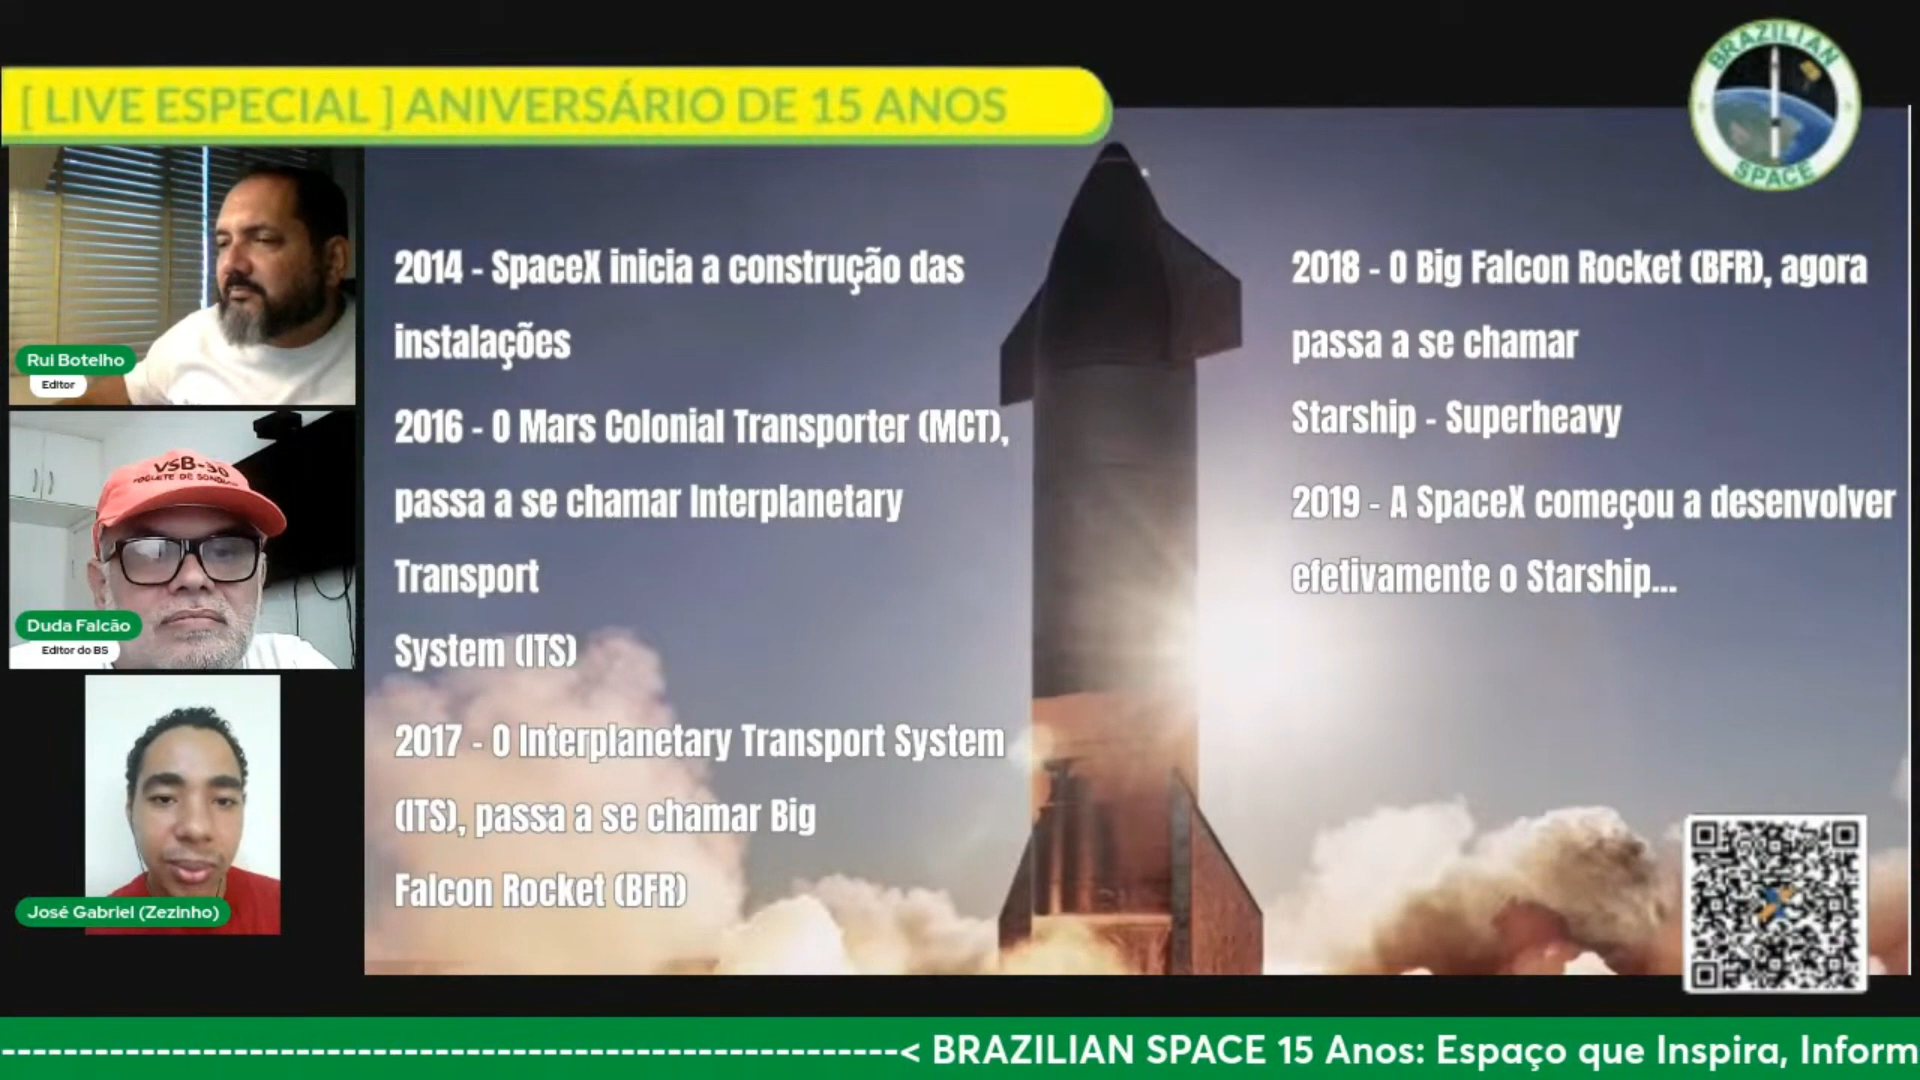 [ LIVE ESPECIAL ] ANIVERSÁRIO DE 15 ANOS
BRAZILIAN
SPACE
Rui Botelho
Editor
VSB-30
FOGUETE DE SONDAGEM
Duda Falcão
Editor do BS
José Gabriel (Zezinho)
2014 - SpaceX inicia a construção das
instalações
2016 - O Mars Colonial Transporter (MCT),
passa a se chamar Interplanetary
Transport
System (ITS)
2017 - O Interplanetary Transport System
(ITS), passa a se chamar Big
Falcon Rocket (BFR)
2018 - O Big Falcon Rocket (BFR), agora
passa a se chamar
Starship - Superheavy
2019 - A SpaceX começou a desenvolver
efetivamente o Starship...
--------------------------------------------------------------< BRAZILIAN SPACE 15 Anos: Espaço que Inspira, Inform